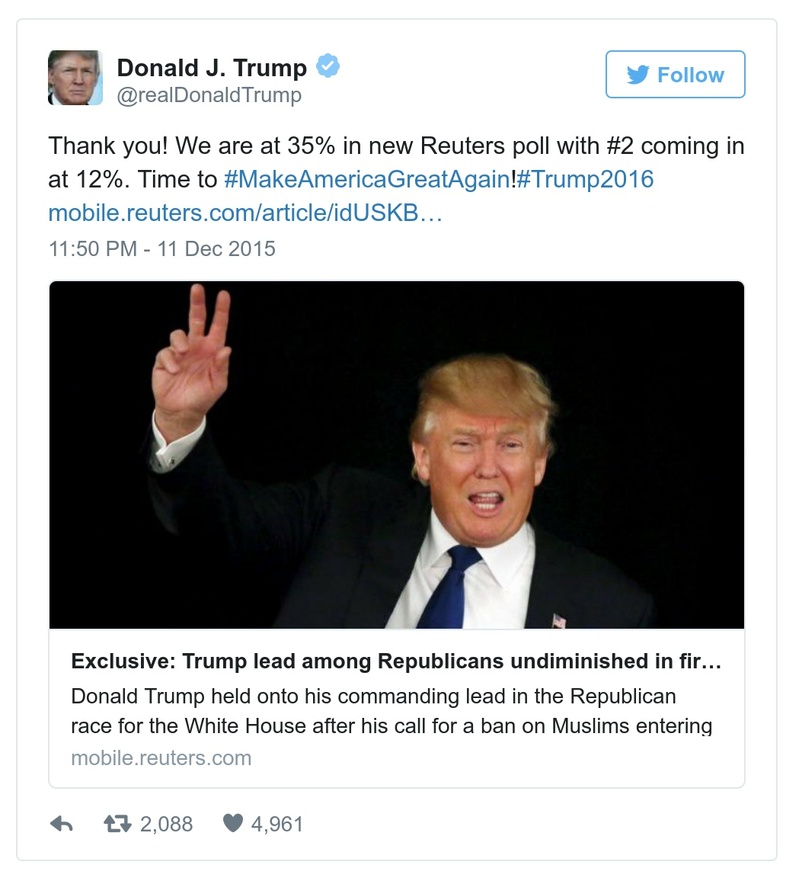 Donald J. Trump
@realDonaldTrump
Follow
Thank you! We are at 35% in new Reuters poll with #2 coming in
at 12%. Time to #MakeAmericaGreatAgain!#Trump2016
mobile.reuters.com/article/idUSKB…
11:50 PM - 11 Dec 2015
Exclusive: Trump lead among Republicans undiminished in fir…
Donald Trump held onto his commanding lead in the Republican
race for the White House after his call for a ban on Muslims entering
mobile.reuters.com
2,088
4,961